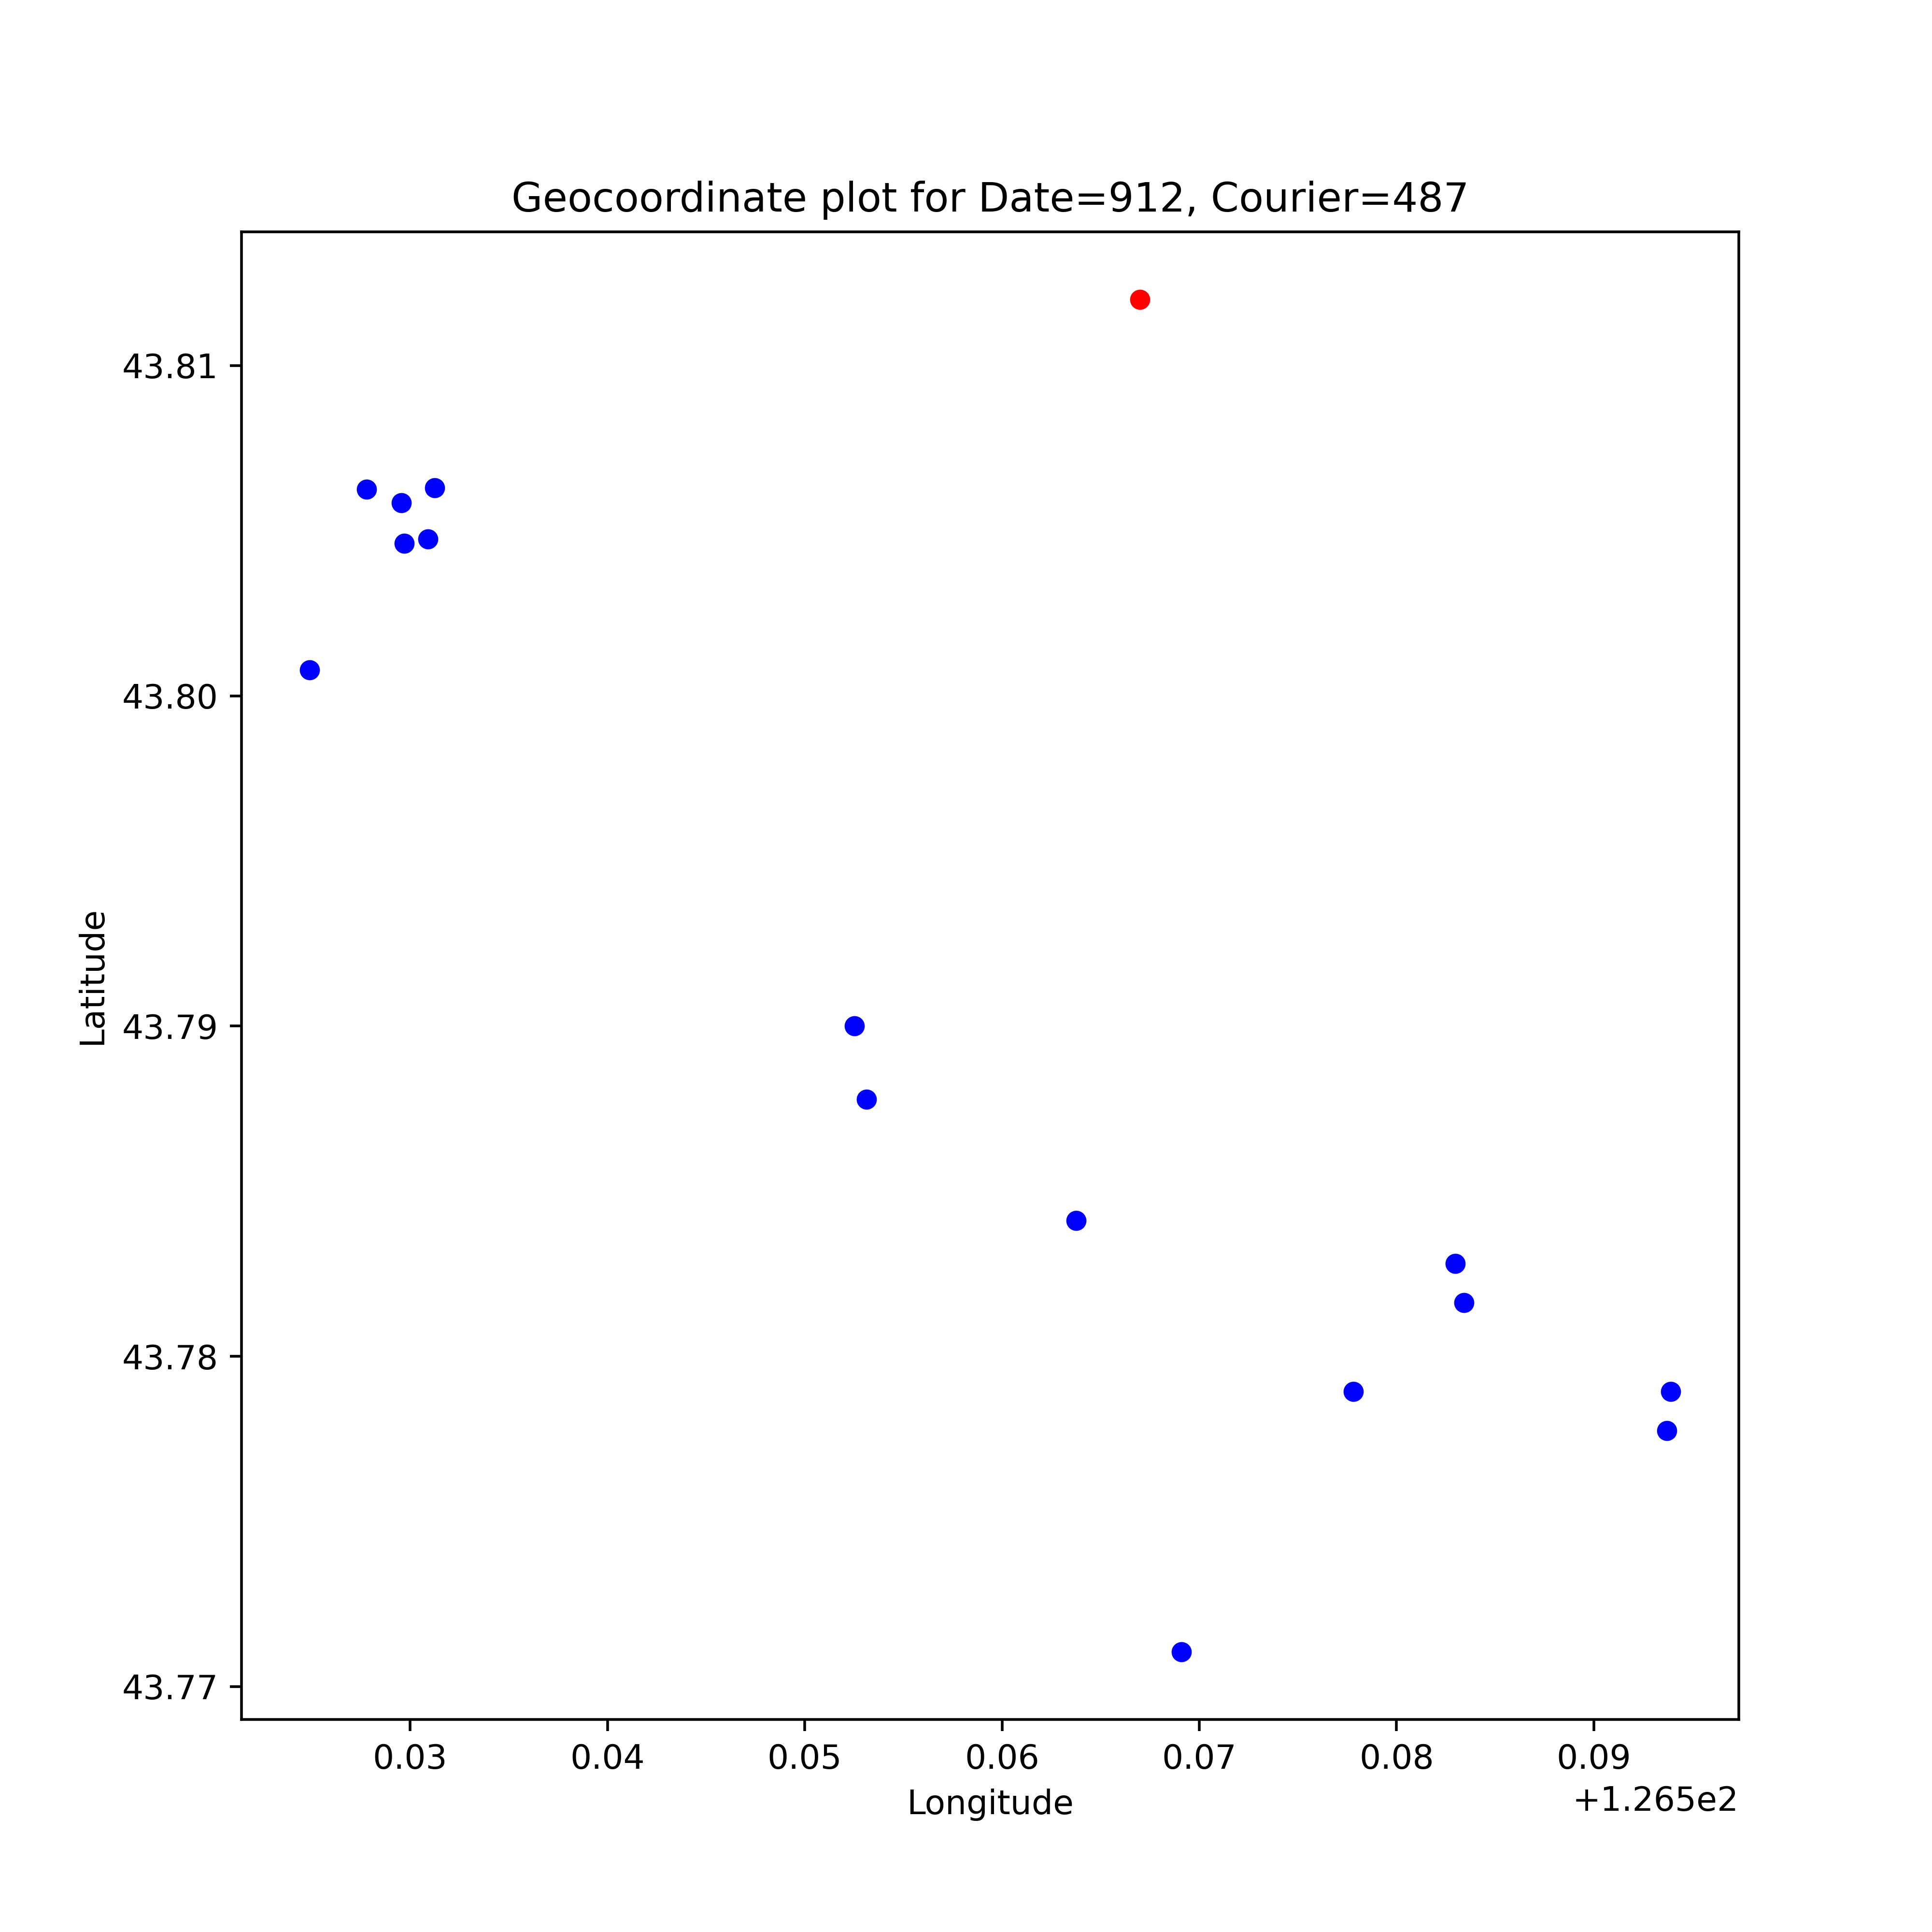 Geocoordinate plot for Date=912, Courier=487
43.81
43.80
43.79
43.78
43.77
Latitude
0.03 0.04 0.05 0.06 0.07 0.08 0.09
Longitude
+1.265e2